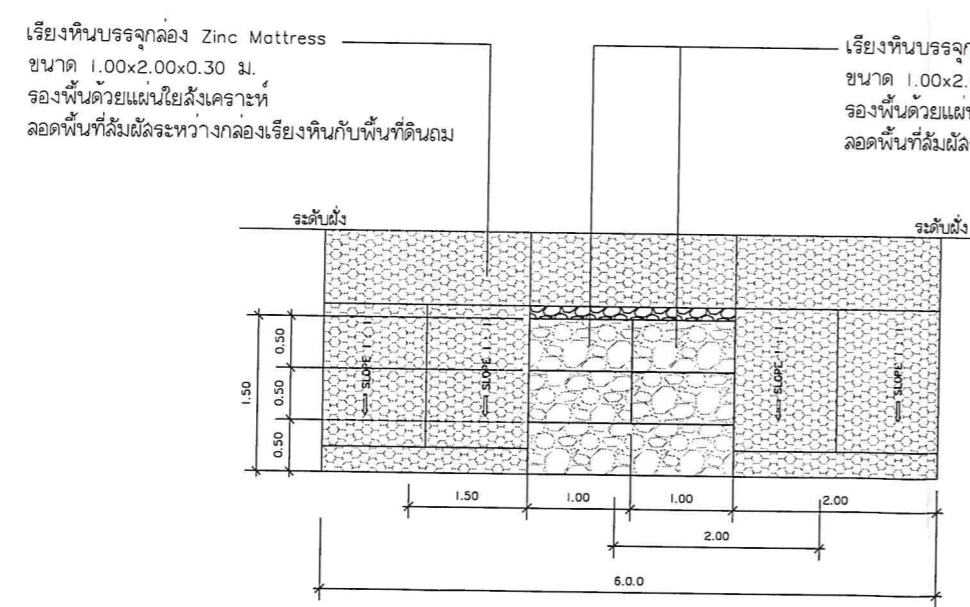 เรียงหินบรรจุกล่อง Zinc Mattress
ขนาด 1.00x2.00x0.30 ม.
รองพื้นด้วยแผ่นใยสังเคราะห์
ลอดพื้นที่สัมผัสระหว่างกล่องเรียงหินกับพื้นที่ดินถม
เรียงหินบรรจุก
ขนาด 1.00x2.
รองพื้นด้วยแผ่น
ลอดพื้นที่สัมผัส
ระดับฝั่ง
ระดับฝั่ง
1.50
0.50
0.50
0.50
SLOPE 1 : 1
SLOPE 1 : 1
SLOPE 1 : 1
SLOPE 1 : 1
1.50
1.00
1.00
2.00
2.00
6.0.0